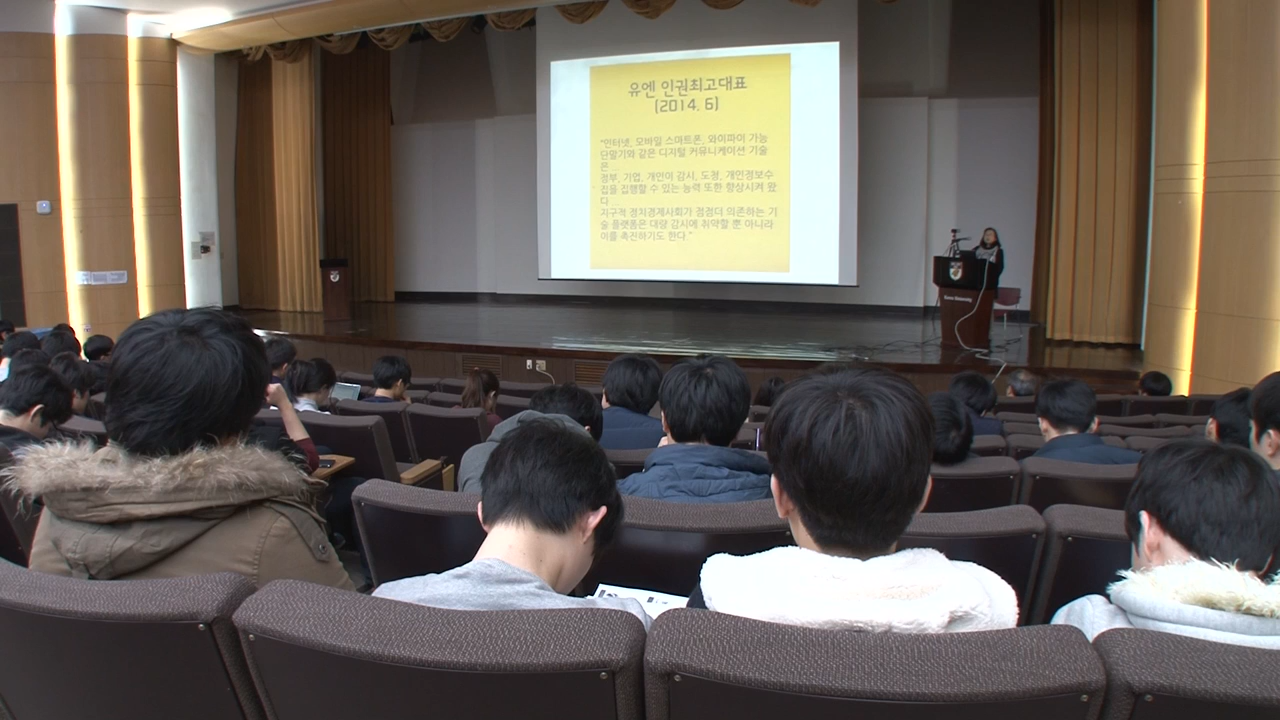 유엔 인권최고대표
(2014. 6)
"인터넷, 모바일 스마트폰, 와이파이 가능
단말기와 같은 디지털 커뮤니케이션 기술
은 ...
정부, 기업, 개인이 감시, 도청, 개인정보수
집을 집행할 수 있는 능력 또한 향상시켜 왔
다 ...
지구적 정치경제사회가 점점더 의존하는 기
술 플랫폼은 대량 감시에 취약할 뿐 아니라
이를 촉진하기도 한다."